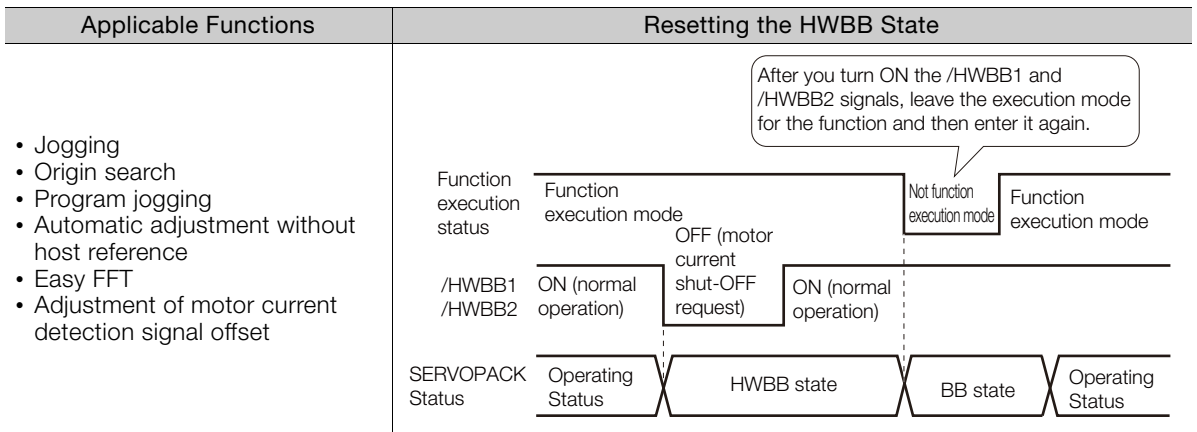 Applicable Functions
Resetting the HWBB State
• Jogging
• Origin search
• Program jogging
• Automatic adjustment without
host reference
• Easy FFT
• Adjustment of motor current
detection signal offset
After you turn ON the /HWBB1 and
/HWBB2 signals, leave the execution mode
for the function and then enter it again.
Function
execution
status
Function
execution mode
Not function
execution mode
Function
execution mode
/HWBB1
/HWBB2
ON (normal
operation)
OFF (motor
current
shut-OFF
request)
ON (normal
operation)
SERVOPACK
Status
Operating
Status
HWBB state
BB state
Operating
Status